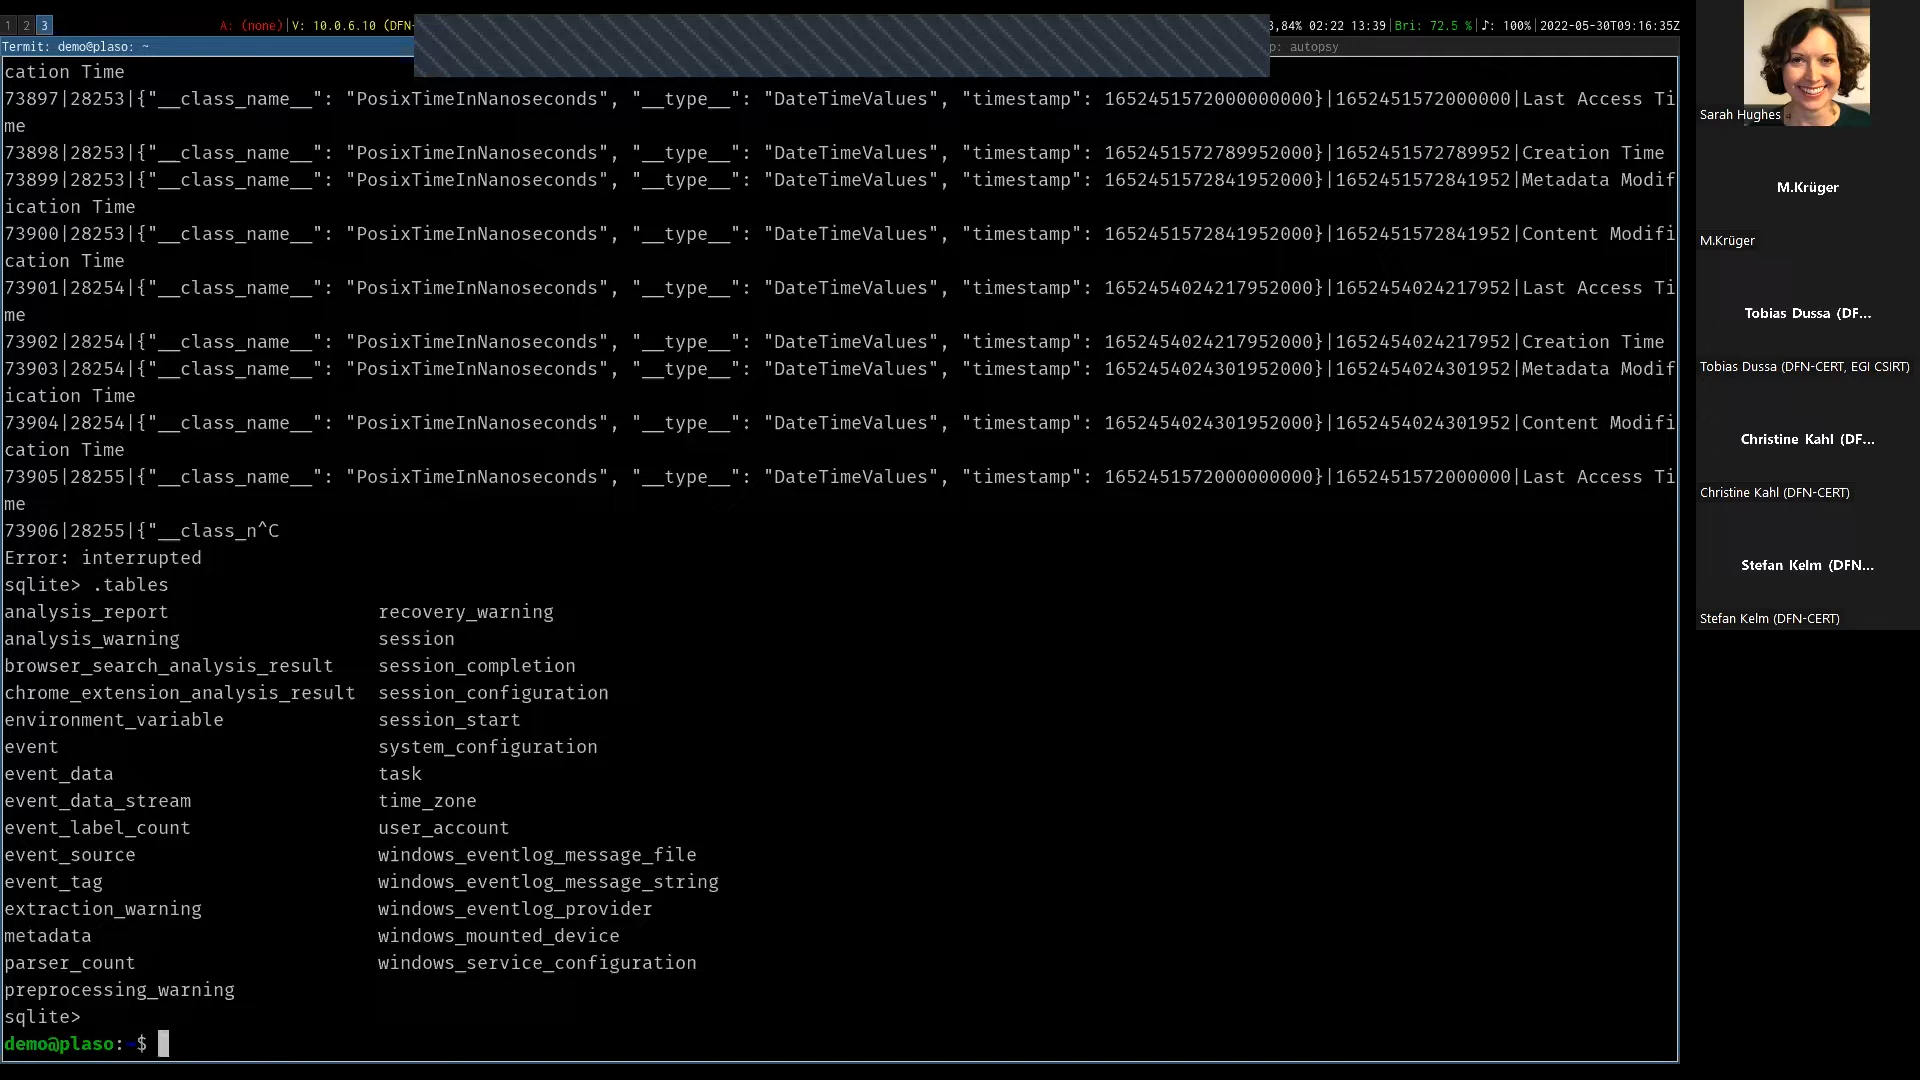 1 2 3 A: (none)|V: 10.0.6.10 (DFN- 3,84% 02:22 13:39|Bri: 72.5 %|♪: 100%|2022-05-30T09:16:35Z
Termit: demo@plaso: ~ p: autopsy
cation Time
73897|28253|{"__class_name__": "PosixTimeInNanoseconds", "__type__": "DateTimeValues", "timestamp": 1652451572000000000}|1652451572000000|Last Access Ti
me
73898|28253|{"__class_name__": "PosixTimeInNanoseconds", "__type__": "DateTimeValues", "timestamp": 1652451572789952000}|1652451572789952|Creation Time
73899|28253|{"__class_name__": "PosixTimeInNanoseconds", "__type__": "DateTimeValues", "timestamp": 1652451572841952000}|1652451572841952|Metadata Modif
ication Time
73900|28253|{"__class_name__": "PosixTimeInNanoseconds", "__type__": "DateTimeValues", "timestamp": 1652451572841952000}|1652451572841952|Content Modifi
cation Time
73901|28254|{"__class_name__": "PosixTimeInNanoseconds", "__type__": "DateTimeValues", "timestamp": 1652454024217952000}|1652454024217952|Last Access Ti
me
73902|28254|{"__class_name__": "PosixTimeInNanoseconds", "__type__": "DateTimeValues", "timestamp": 1652454024217952000}|1652454024217952|Creation Time
73903|28254|{"__class_name__": "PosixTimeInNanoseconds", "__type__": "DateTimeValues", "timestamp": 1652454024301952000}|1652454024301952|Metadata Modif
ication Time
73904|28254|{"__class_name__": "PosixTimeInNanoseconds", "__type__": "DateTimeValues", "timestamp": 1652454024301952000}|1652454024301952|Content Modifi
cation Time
73905|28255|{"__class_name__": "PosixTimeInNanoseconds", "__type__": "DateTimeValues", "timestamp": 1652451572000000000}|1652451572000000|Last Access Ti
me
73906|28255|{"__class_n^C
Error: interrupted
sqlite> .tables
analysis_report recovery_warning
analysis_warning session
browser_search_analysis_result session_completion
chrome_extension_analysis_result session_configuration
environment_variable session_start
event system_configuration
event_data task
event_data_stream time_zone
event_label_count user_account
event_source windows_eventlog_message_file
event_tag windows_eventlog_message_string
extraction_warning windows_eventlog_provider
metadata windows_mounted_device
parser_count windows_service_configuration
preprocessing_warning
sqlite>
demo@plaso:~$
Sarah Hughes
M.Krüger
M.Krüger
Tobias Dussa (DF...
Tobias Dussa (DFN-CERT, EGI CSIRT)
Christine Kahl (DF...
Christine Kahl (DFN-CERT)
Stefan Kelm (DFN...
Stefan Kelm (DFN-CERT)